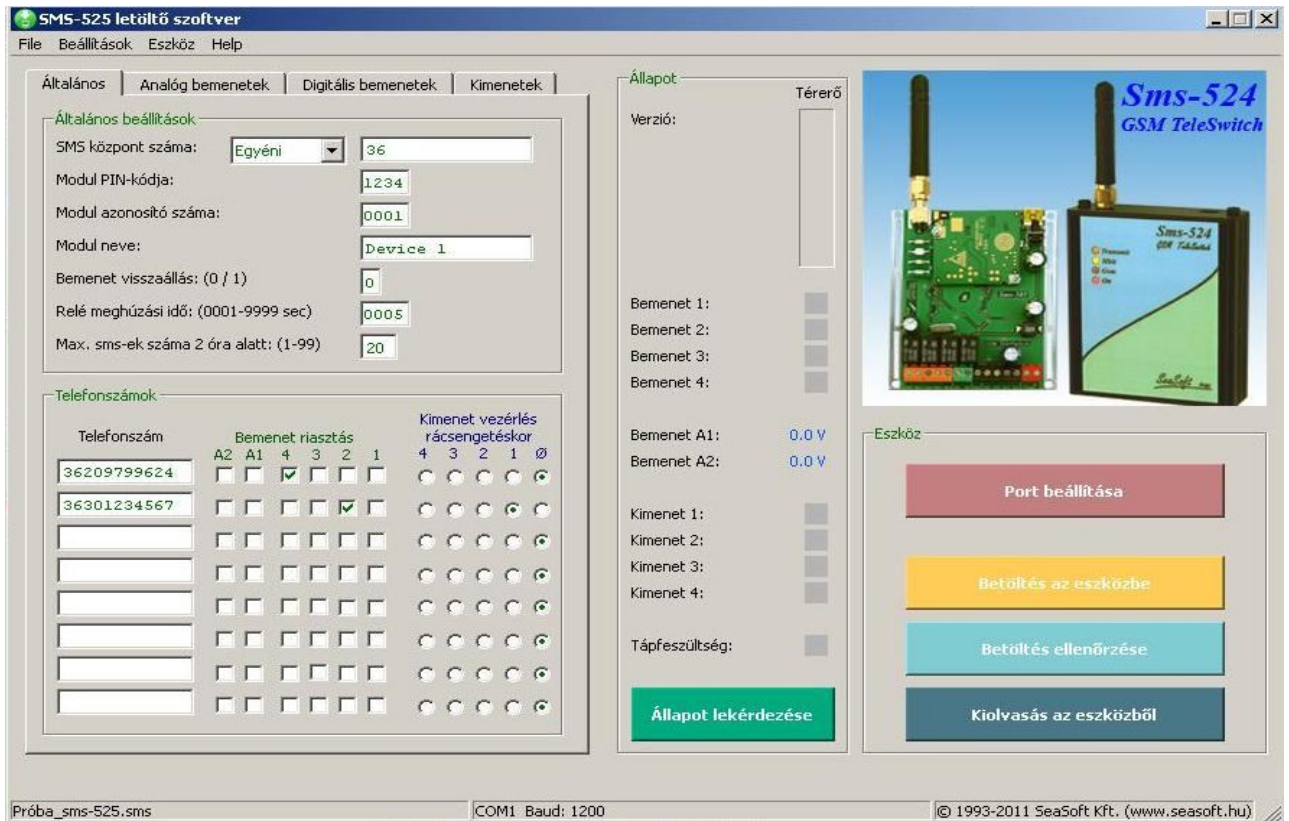 SMS-525 letöltő szoftver
File Beállítások Eszköz Help
Általános Analóg bemenetek Digitális bemenetek Kimenetek
Általános beállítások
SMS központ száma: Egyéni 36
Modul PIN-kódja: 1234
Modul azonosító száma: 0001
Modul neve: Device 1
Bemenet visszaállás: (0 / 1) 0
Relé meghúzási idő: (0001-9999 sec) 0005
Max. sms-ek száma 2 óra alatt: (1-99) 20
Telefonszámok
Telefonszám
Bemenet riasztás
Kimenet vezérlés
rácsengetéskor
A2 A1 4 3 2 1 4 3 2 1 Ø
36209799624
36301234567
Állapot
Térerő
Verzió:
Bemenet 1:
Bemenet 2:
Bemenet 3:
Bemenet 4:
Bemenet A1: 0.0 V
Bemenet A2: 0.0 V
Kimenet 1:
Kimenet 2:
Kimenet 3:
Kimenet 4:
Tápfeszültség:
Állapot lekérdezése
Sms-524
GSM TeleSwitch
Sms-524
GSM TeleSwitch
SeaSoft
Eszköz
Port beállítása
Betöltés az eszközbe
Betöltés ellenőrzése
Kiolvasás az eszközből
Próba_sms-525.sms
COM1 Baud: 1200
© 1993-2011 SeaSoft Kft. (www.seasoft.hu)